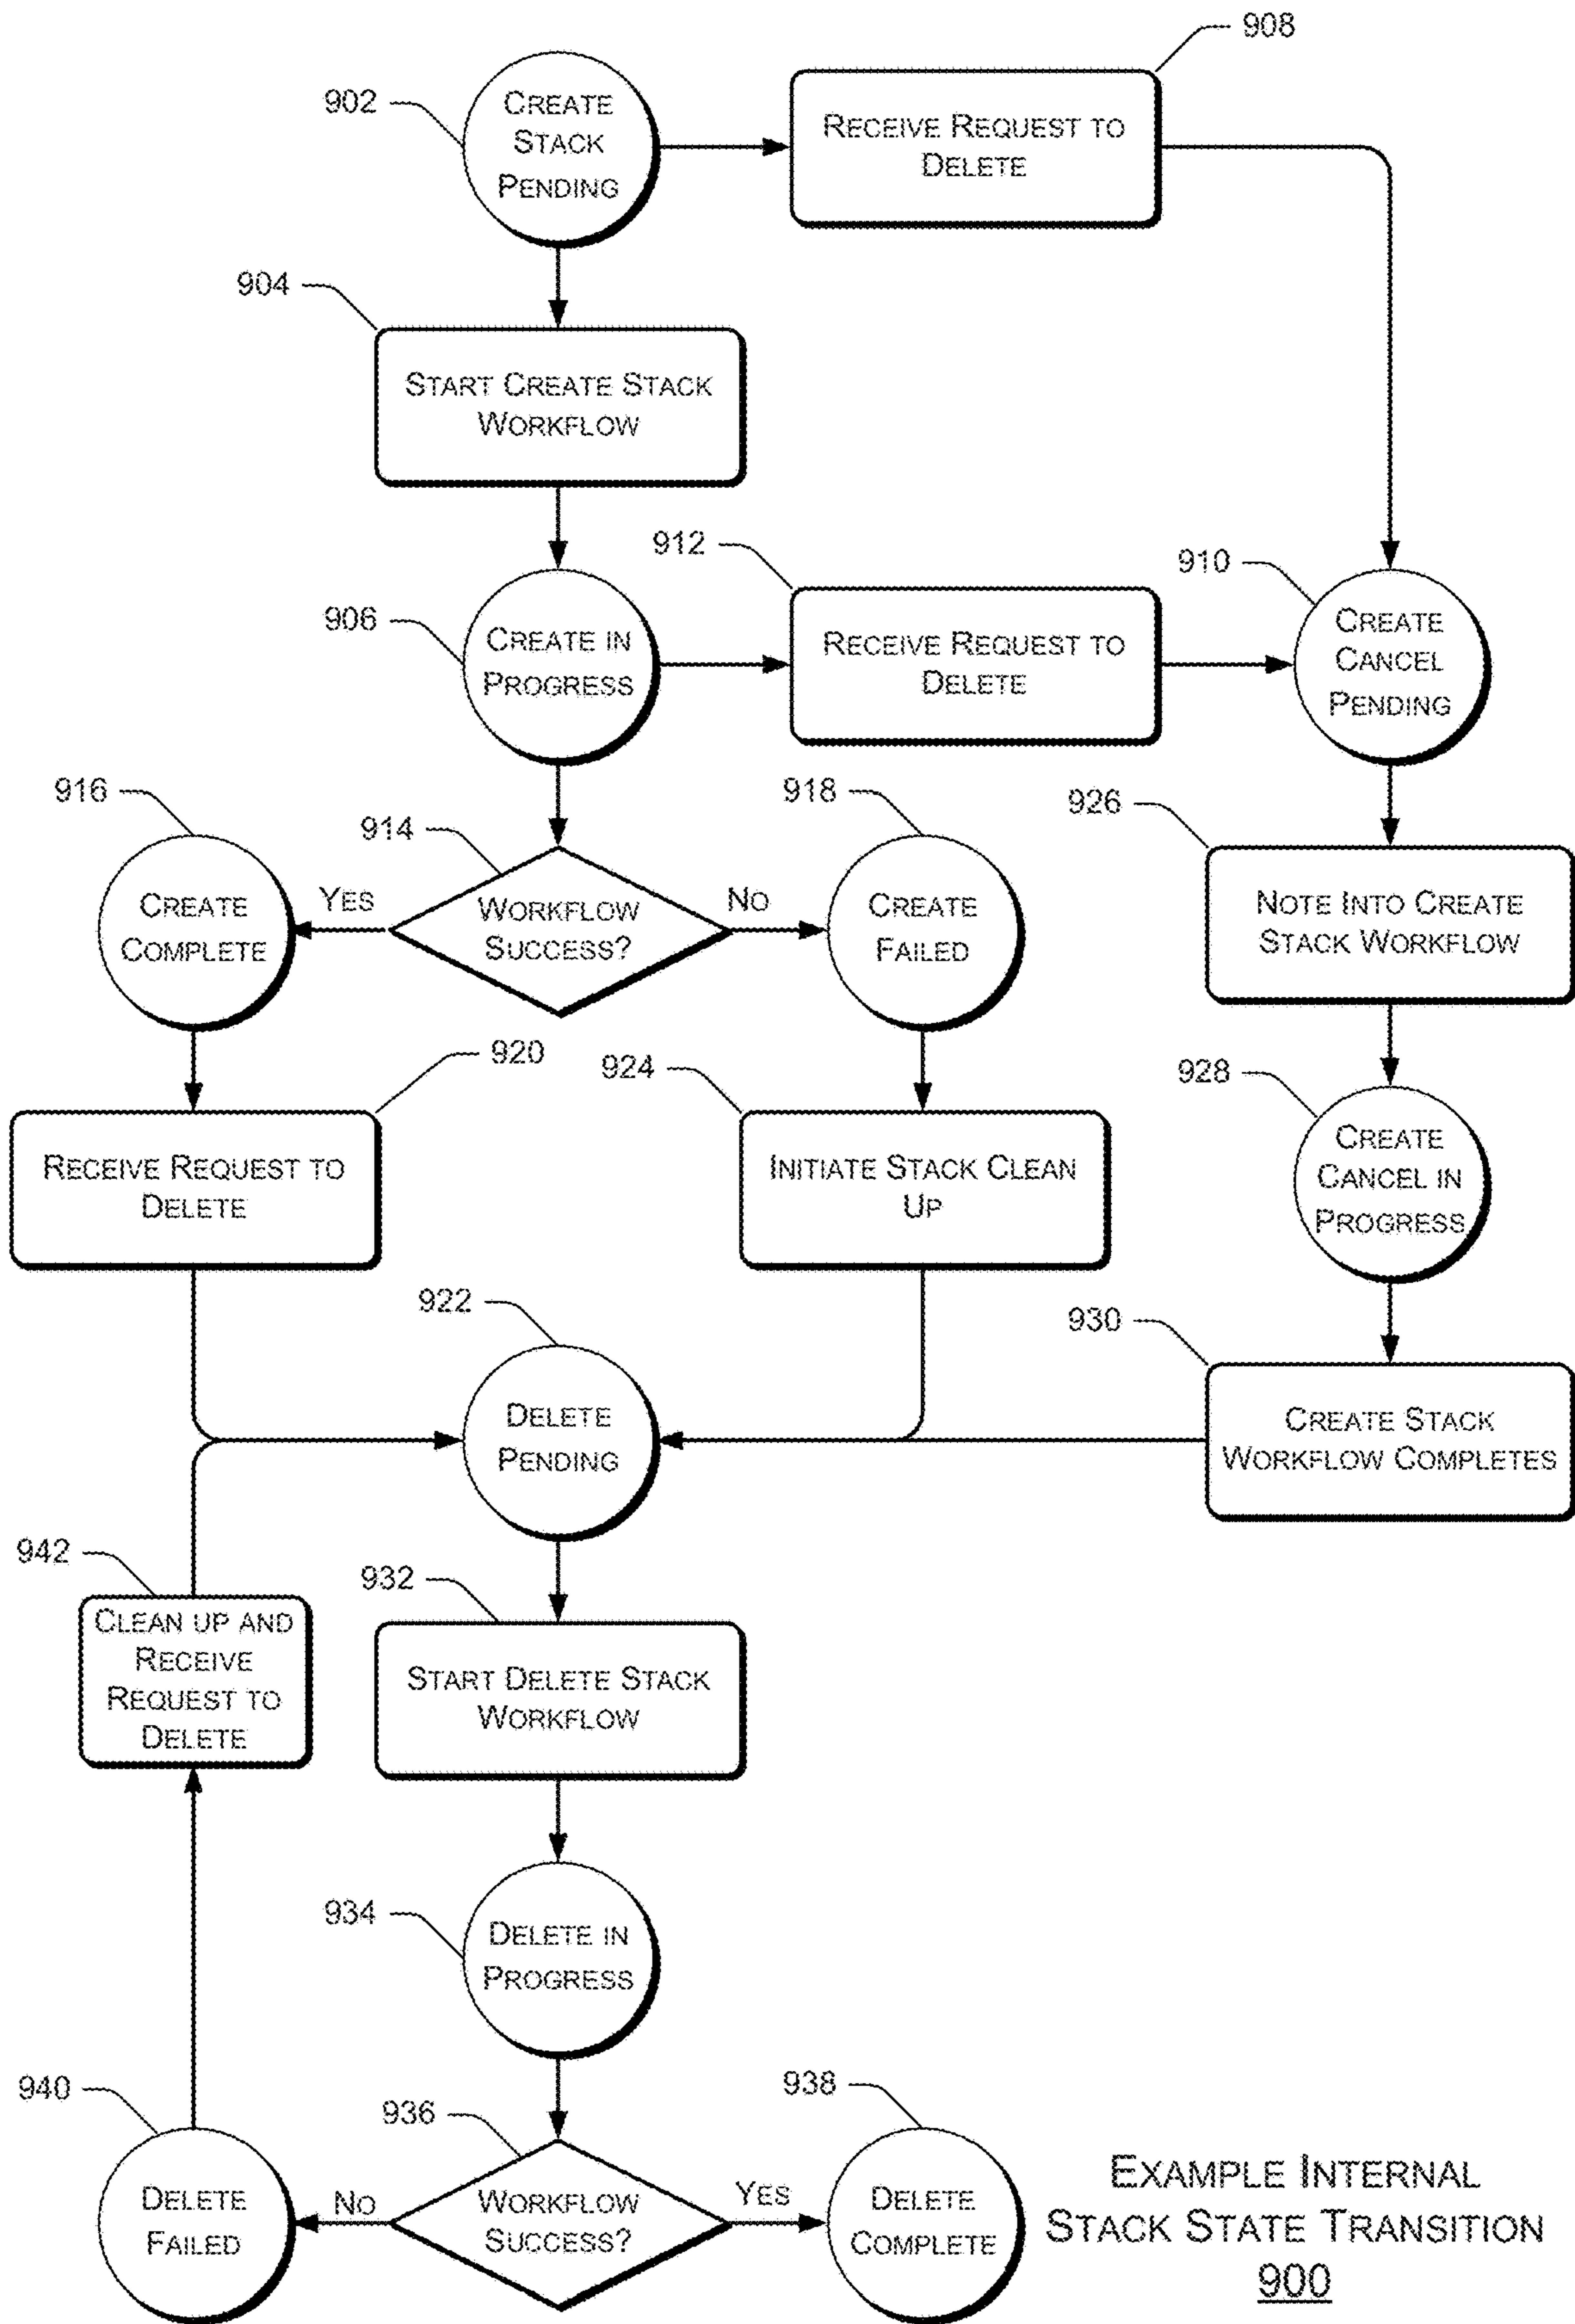 908
902
CREATE
STACK
PENDING
RECEIVE REQUEST TO
DELETE
904
START CREATE STACK
WORKFLOW
912
910
906
CREATE IN
PROGRESS
RECEIVE REQUEST TO
DELETE
CREATE
CANCEL
PENDING
916
914
918
926
CREATE
COMPLETE
YES
WORKFLOW
SUCCESS?
NO
CREATE
FAILED
NOTE INTO CREATE
STACK WORKFLOW
920
924
928
RECEIVE REQUEST TO
DELETE
INITIATE STACK CLEAN
UP
CREATE
CANCEL IN
PROGRESS
922
930
DELETE
PENDING
CREATE STACK
WORKFLOW COMPLETES
942
932
CLEAN UP AND
RECEIVE
REQUEST TO
DELETE
START DELETE STACK
WORKFLOW
934
DELETE IN
PROGRESS
940
936
938
DELETE
FAILED
NO
WORKFLOW
SUCCESS?
YES
DELETE
COMPLETE
EXAMPLE INTERNAL
STACK STATE TRANSITION
900